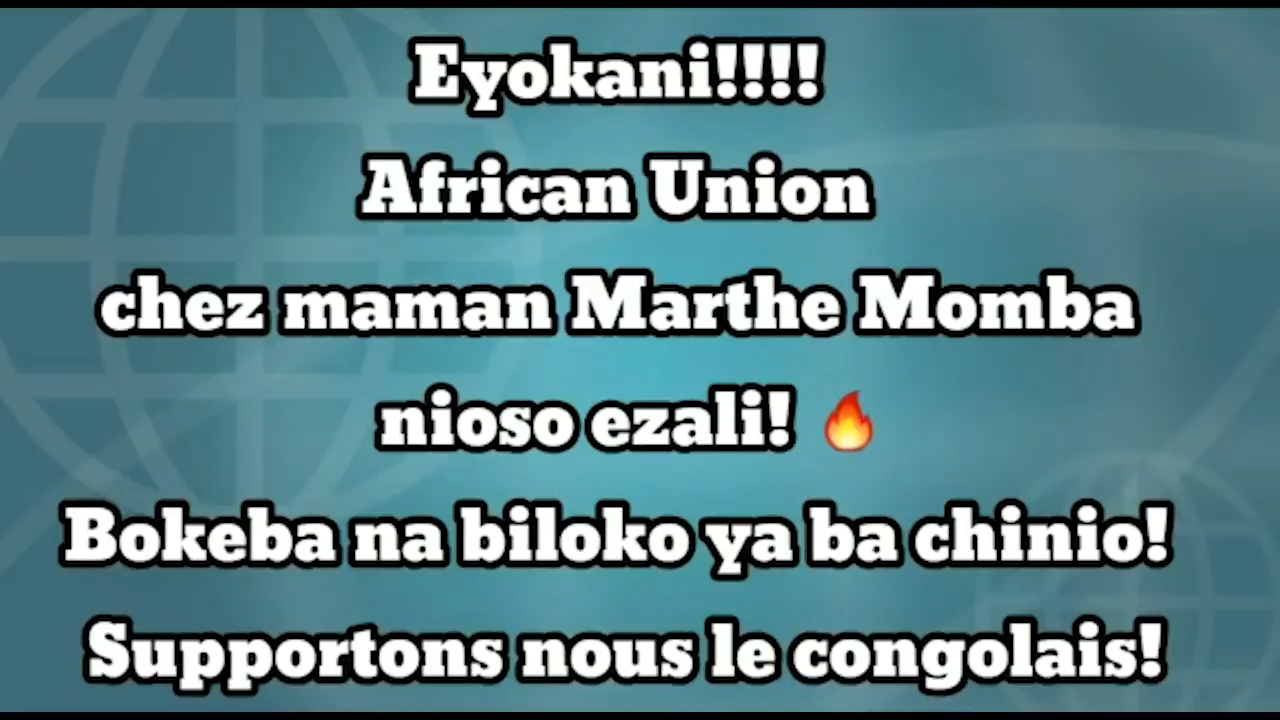 Eyokani!!!!
African Union
chez maman Marthe Momba
nioso ezali! 🔥
Bokeba na biloko ya ba chinio!
Supportons nous le congolais!